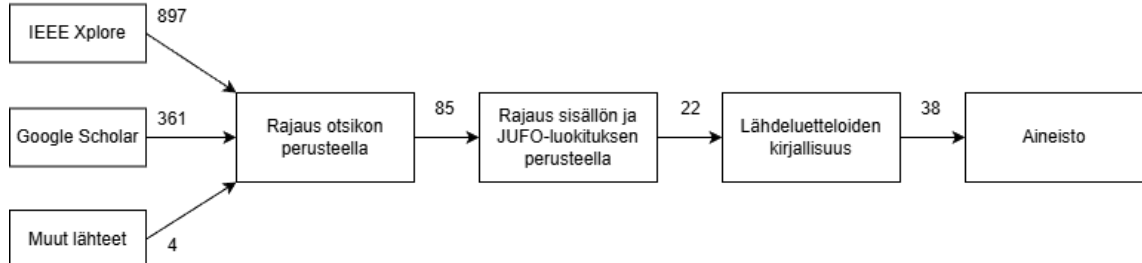 IEEE Xplore
897
Google Scholar
361
Muut lähteet
4
Rajaus otsikon
perusteella
85
Rajaus sisällön ja
JUFO-luokituksen
perusteella
22
Lähdeluetteloiden
kirjallisuus
38
Aineisto